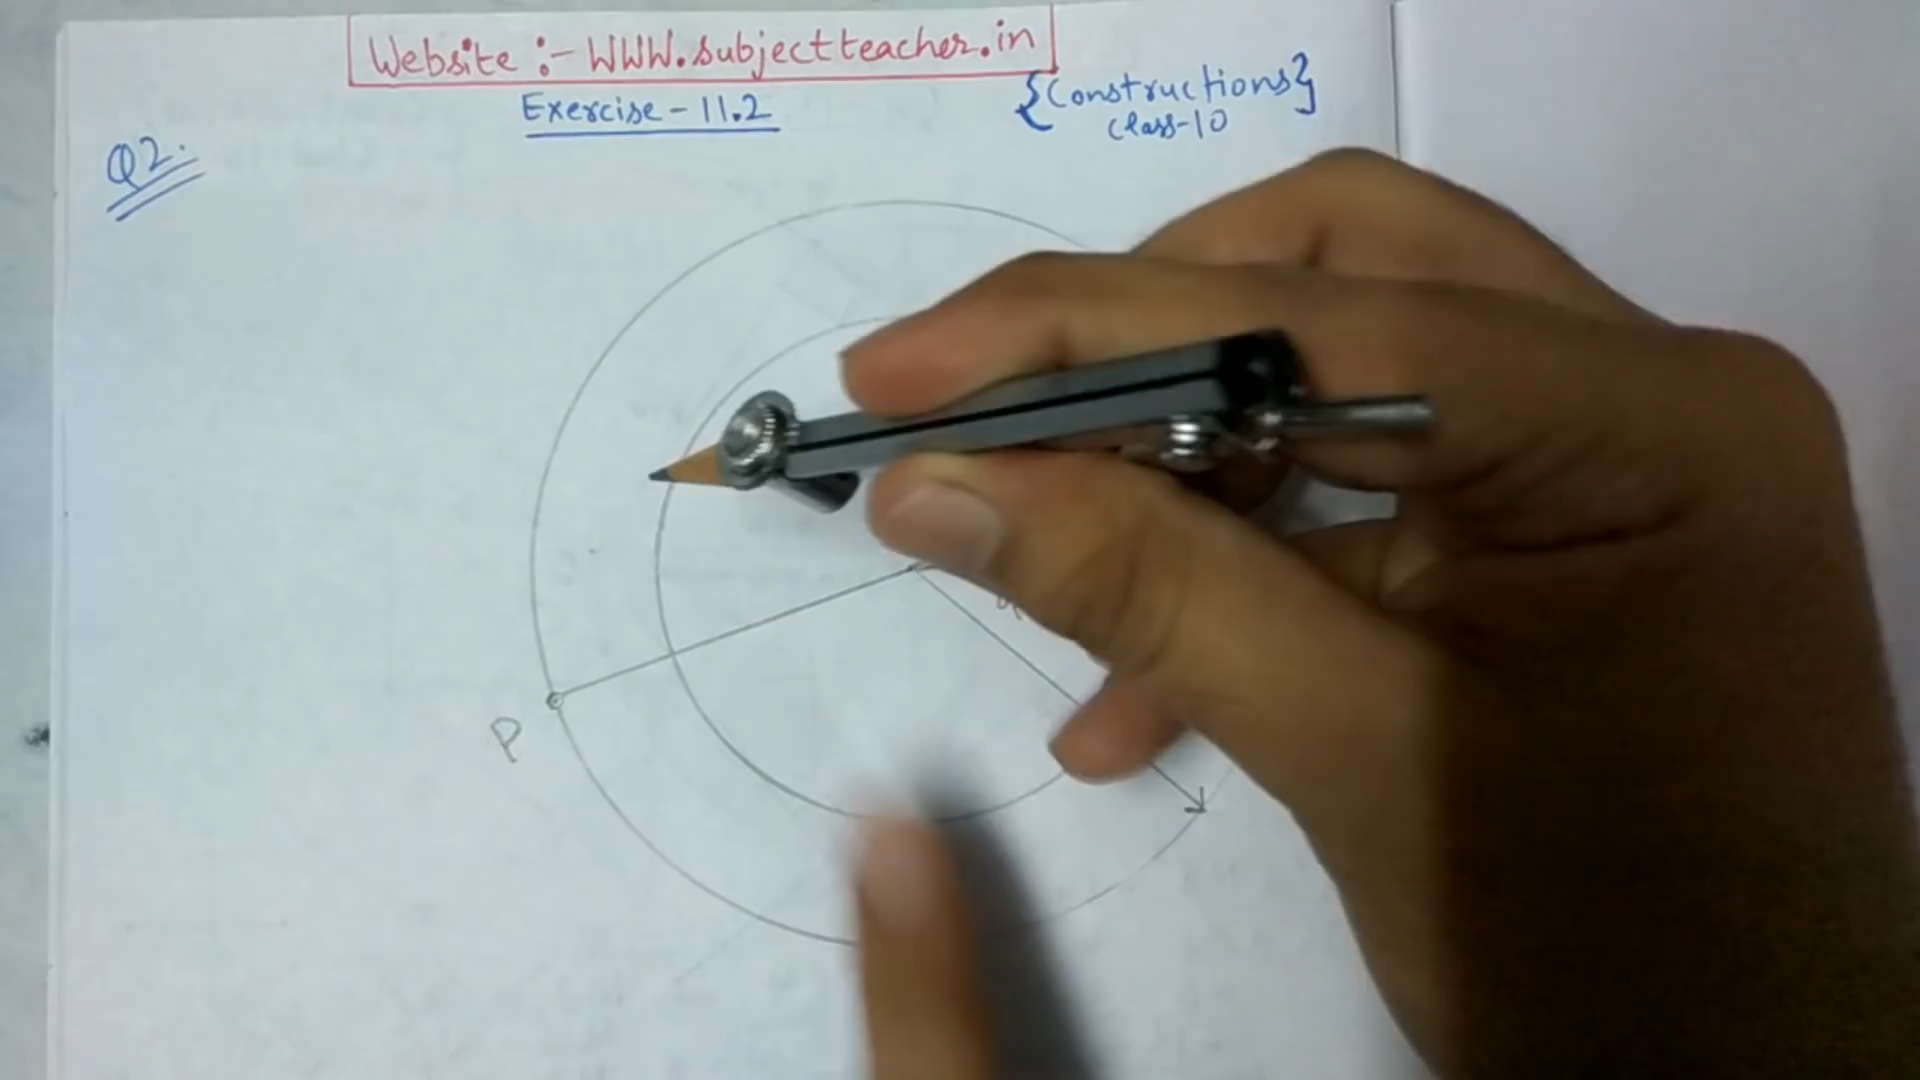 Website :- WWW.subjectteacher.in
Exercise - 11.2
{Constructions}
Class-10
Q2.
P